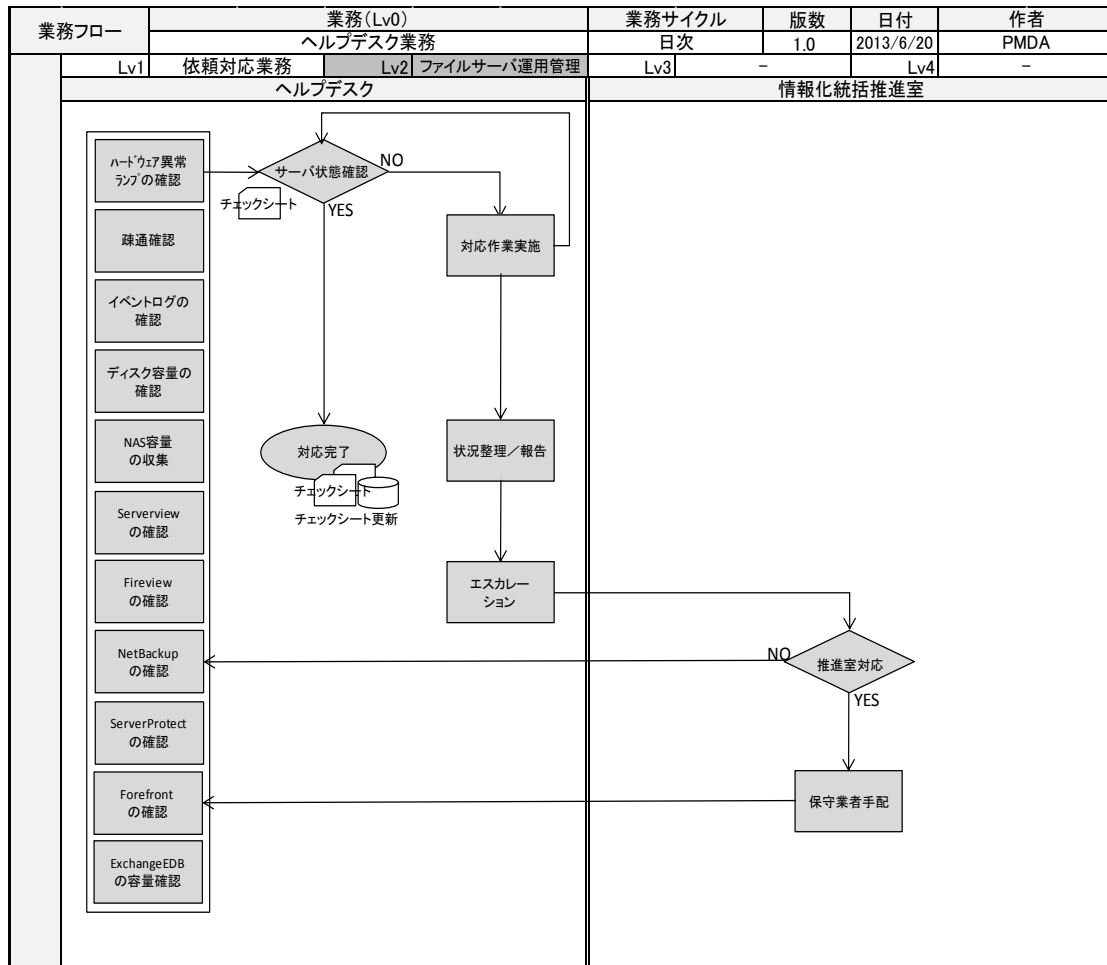 業務フロー
業務(Lv0)
業務サイクル
版数
日付
作者
ヘルプデスク業務
日次
1.0
2013/6/20
PMDA
Lv1
依頼対応業務
Lv2
ファイルサーバ運用管理
Lv3
－
Lv4
－
ヘルプデスク
情報化統括推進室
ハードウェア異常
ランプの確認
サーバ状態確認
NO
チェックシート
YES
疎通確認
対応作業実施
イベントログの
確認
ディスク容量の
確認
NAS容量
の収集
対応完了
状況整理／報告
チェックシート
チェックシート更新
Serverview
の確認
Fireview
の確認
エスカレー
ション
NetBackup
の確認
NO
推進室対応
YES
ServerProtect
の確認
Forefront
の確認
保守業者手配
ExchangeEDB
の容量確認